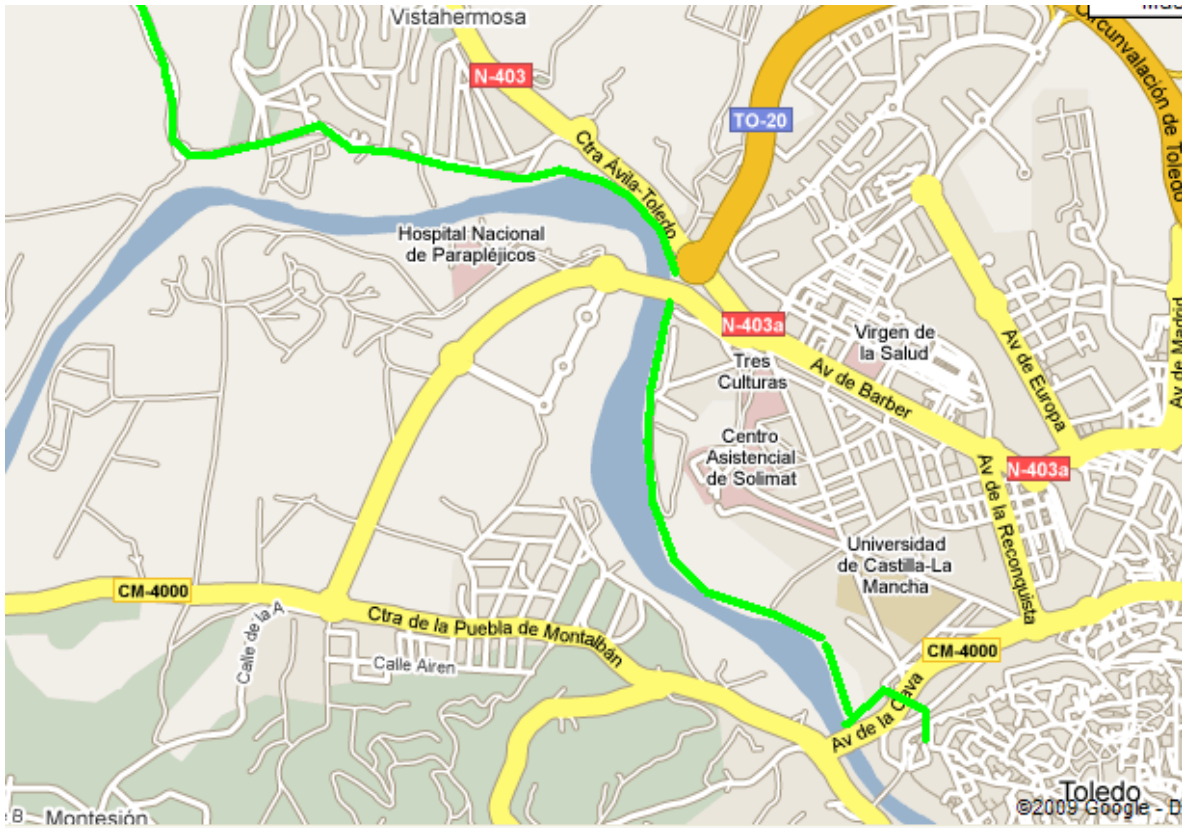 Vistahermosa
N-403
TO-20
Circunvalación de Toledo
Ctra Ávila-Toledo
Hospital Nacional
de Parapléjicos
N-403a
Virgen de
la Salud
Tres
Culturas
Av de Barber
Av de Europa
Av de Madrid
Centro
Asistencial
de Solimat
N-403a
Av de la Reconquista
Universidad
de Castilla-La
Mancha
CM-4000
Ctra de la Puebla de Montalbán
Calle de la A
Calle Airen
CM-4000
Av de la Cava
Toledo
©2009 Google - D
B
Montesión